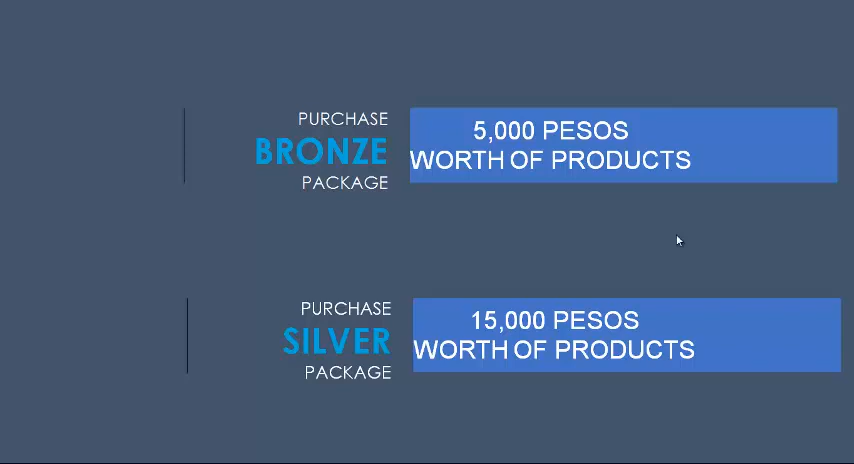 PURCHASE
BRONZE
PACKAGE
5,000 PESOS
WORTH OF PRODUCTS
PURCHASE
SILVER
PACKAGE
15,000 PESOS
WORTH OF PRODUCTS